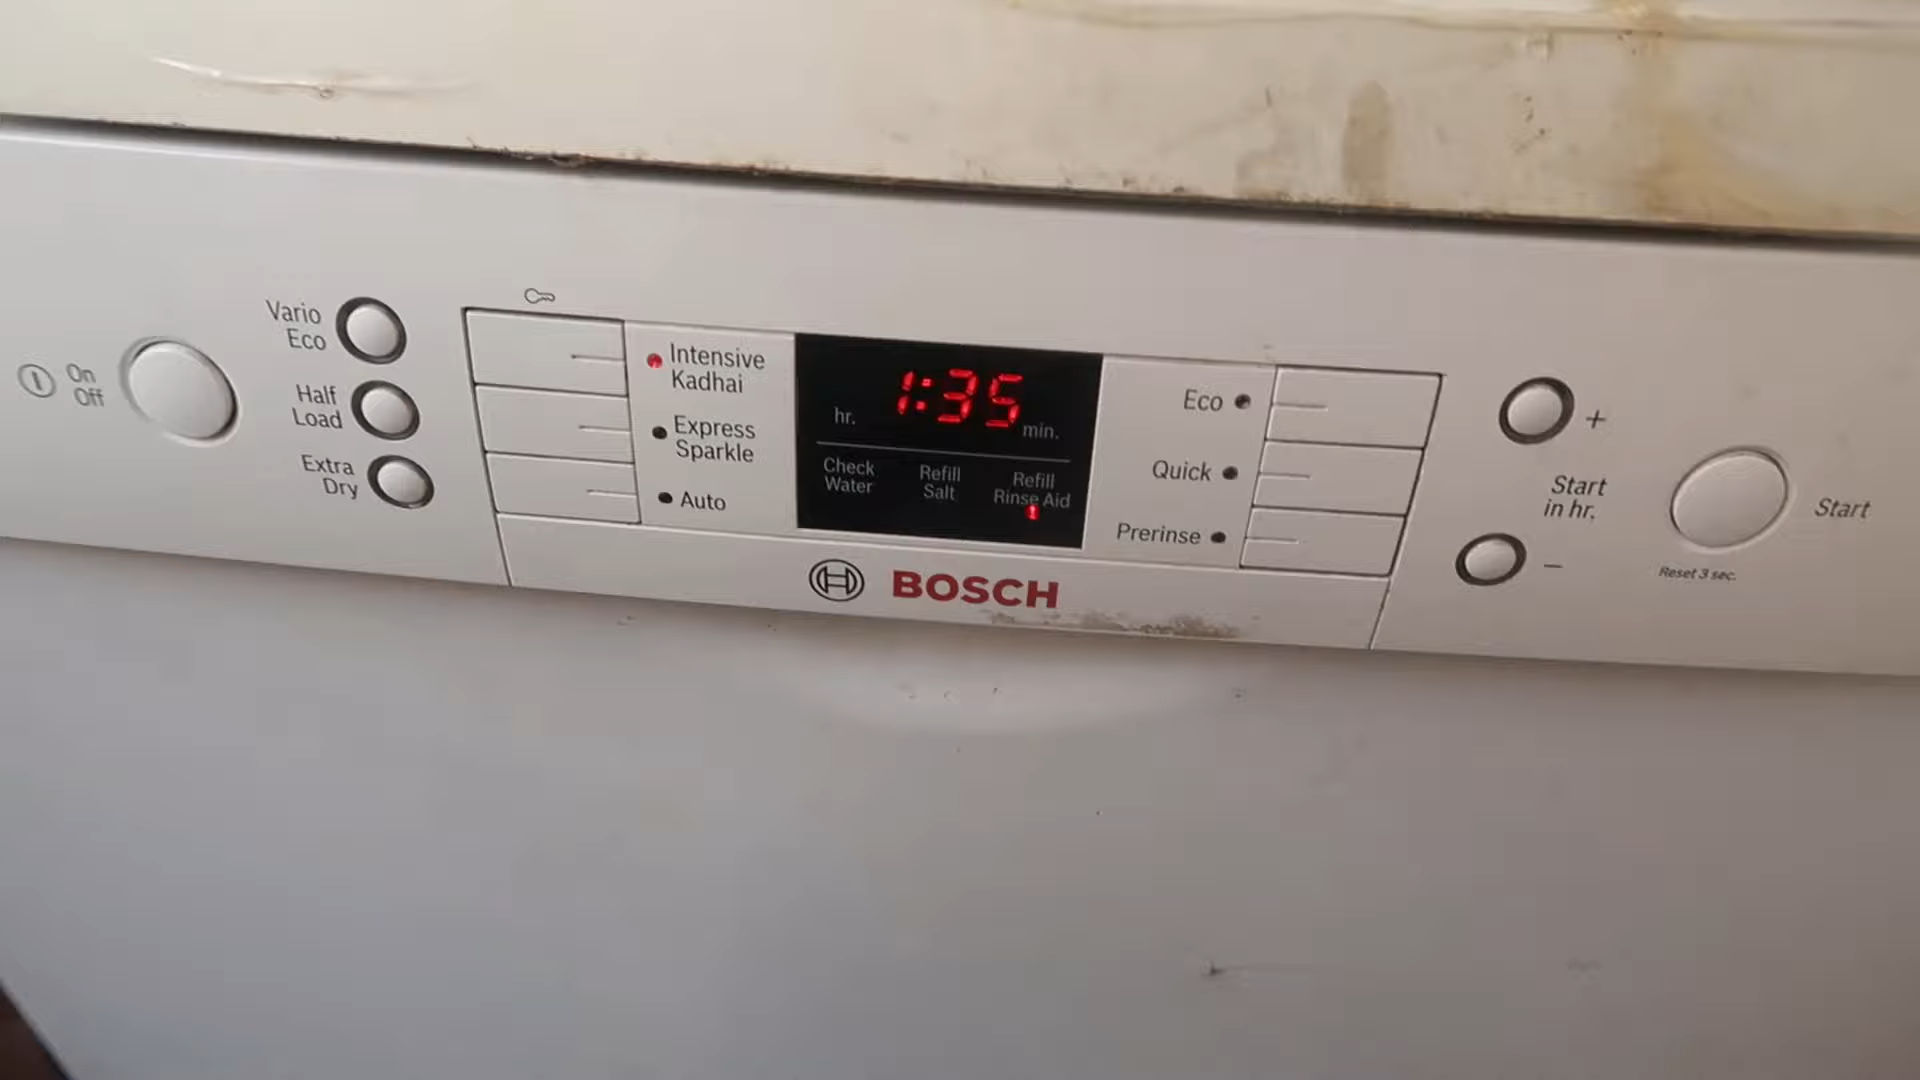 On
Off
Vario
Eco
Half
Load
Extra
Dry
Intensive
Kadhai
Express
Sparkle
Auto
1:35
hr.
min.
Check
Water
Refill
Salt
Refill
Rinse Aid
BOSCH
Eco
Quick
Prerinse
+
Start
in hr.
−
Start
Reset 3 sec.